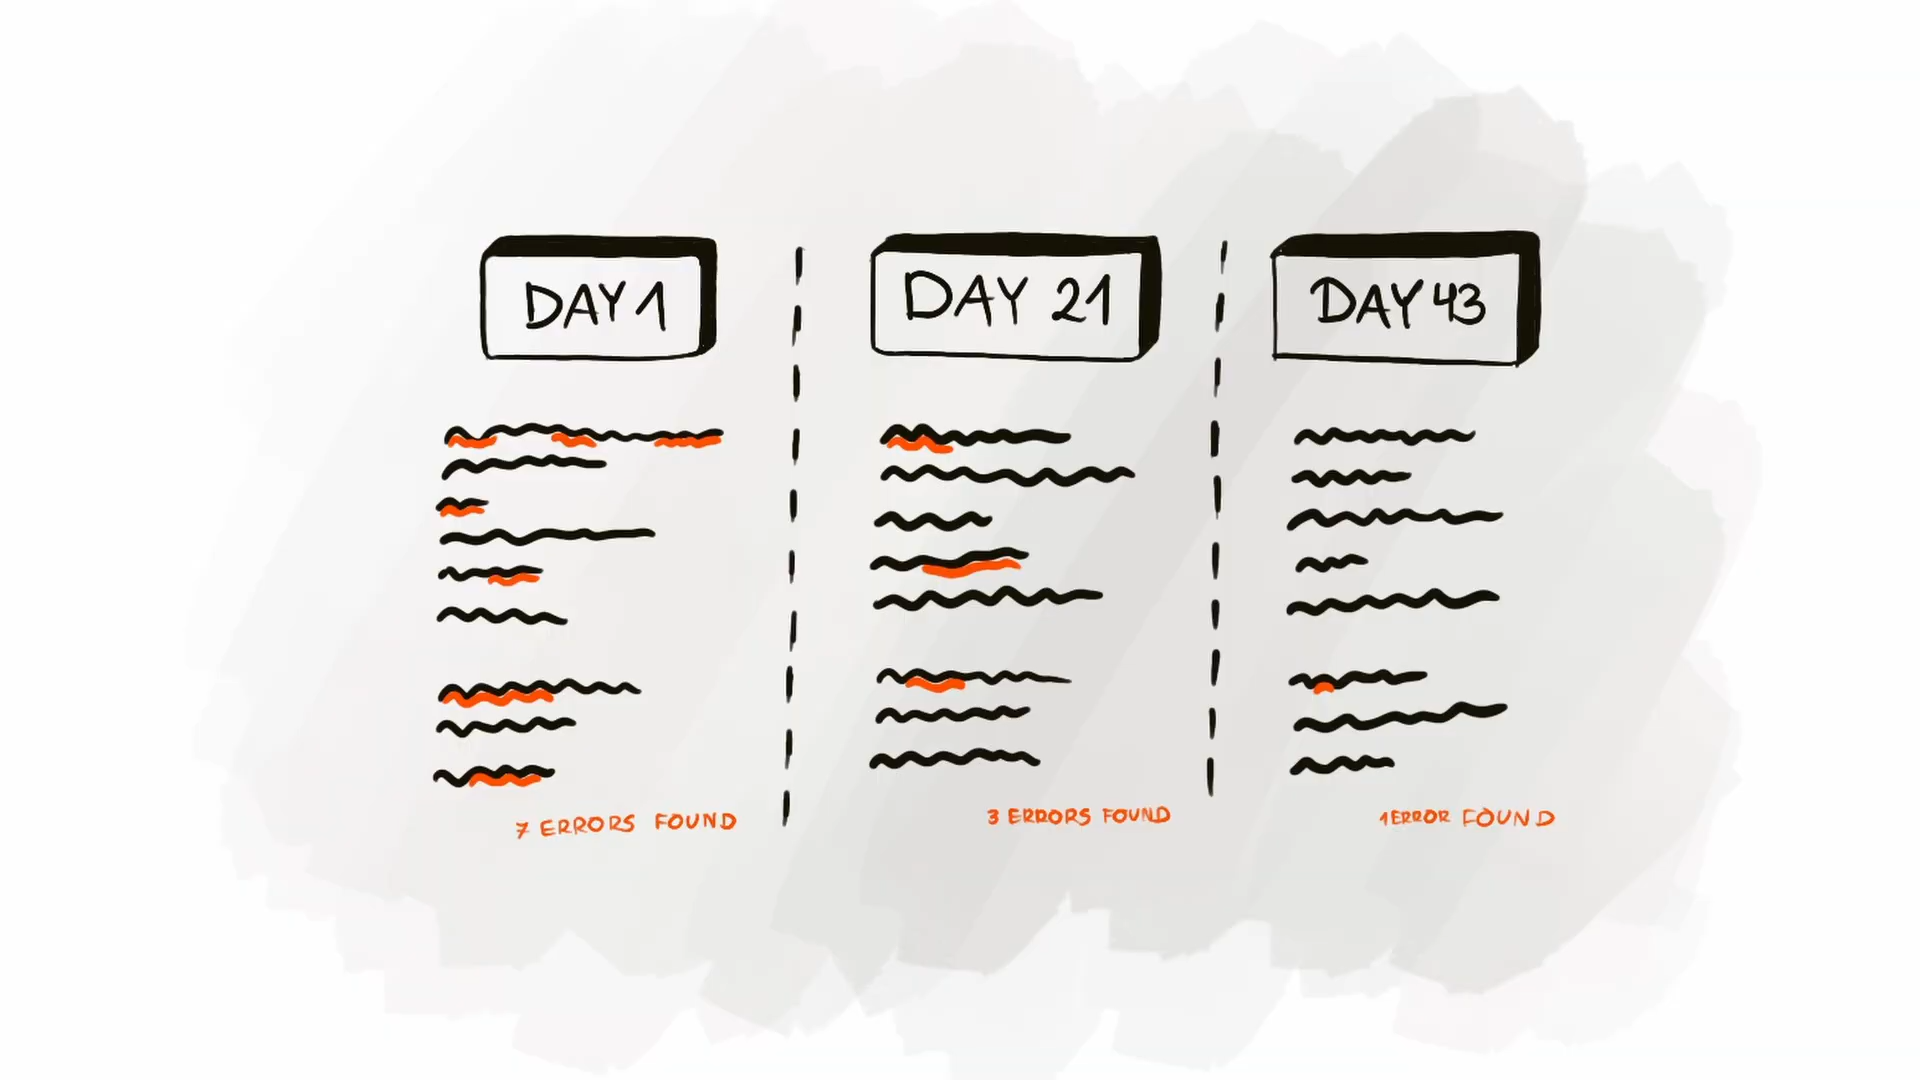 DAY 1
DAY 21
DAY 43
7 ERRORS FOUND
3 ERRORS FOUND
1 ERROR FOUND